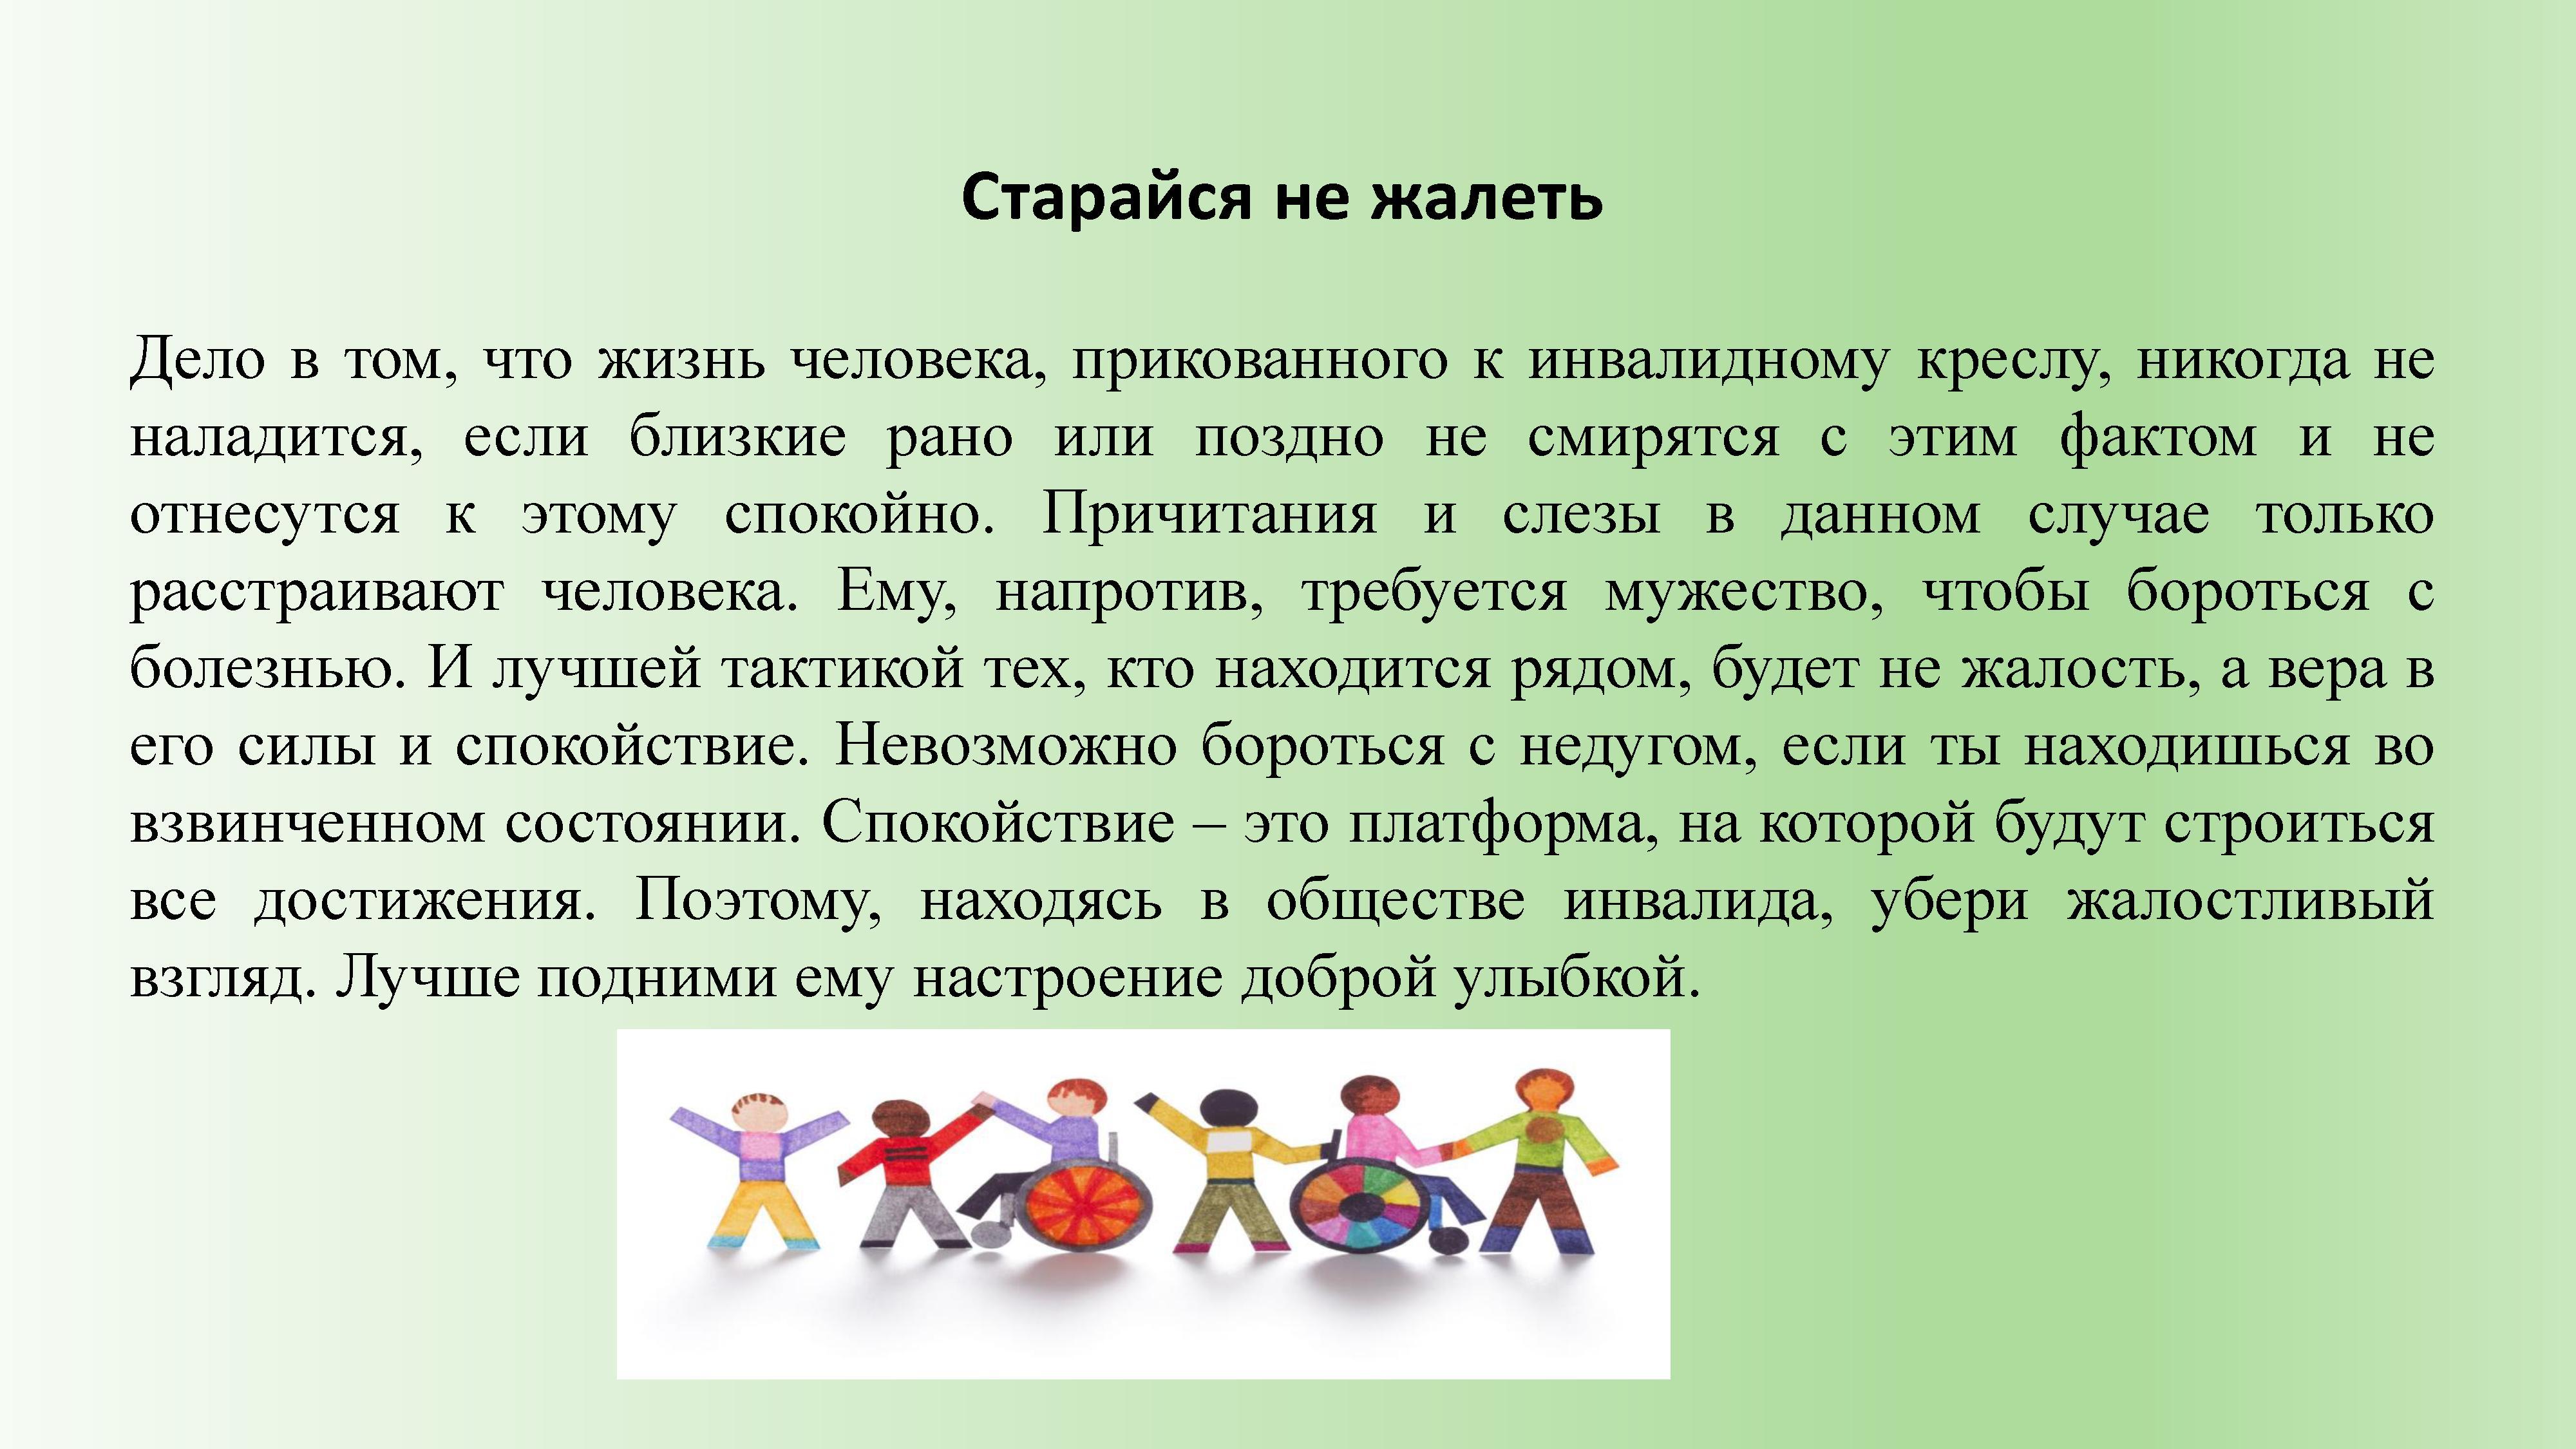 Старайся не жалеть
Дело в том, что жизнь человека, прикованного к инвалидному креслу, никогда не
наладится, если близкие рано или поздно не смирятся с этим фактом и не
отнесутся к этому спокойно. Причитания и слезы в данном случае только
расстраивают человека. Ему, напротив, требуется мужество, чтобы бороться с
болезнью. И лучшей тактикой тех, кто находится рядом, будет не жалость, а вера в
его силы и спокойствие. Невозможно бороться с недугом, если ты находишься во
взвинченном состоянии. Спокойствие – это платформа, на которой будут строиться
все достижения. Поэтому, находясь в обществе инвалида, убери жалостливый
взгляд. Лучше подними ему настроение доброй улыбкой.